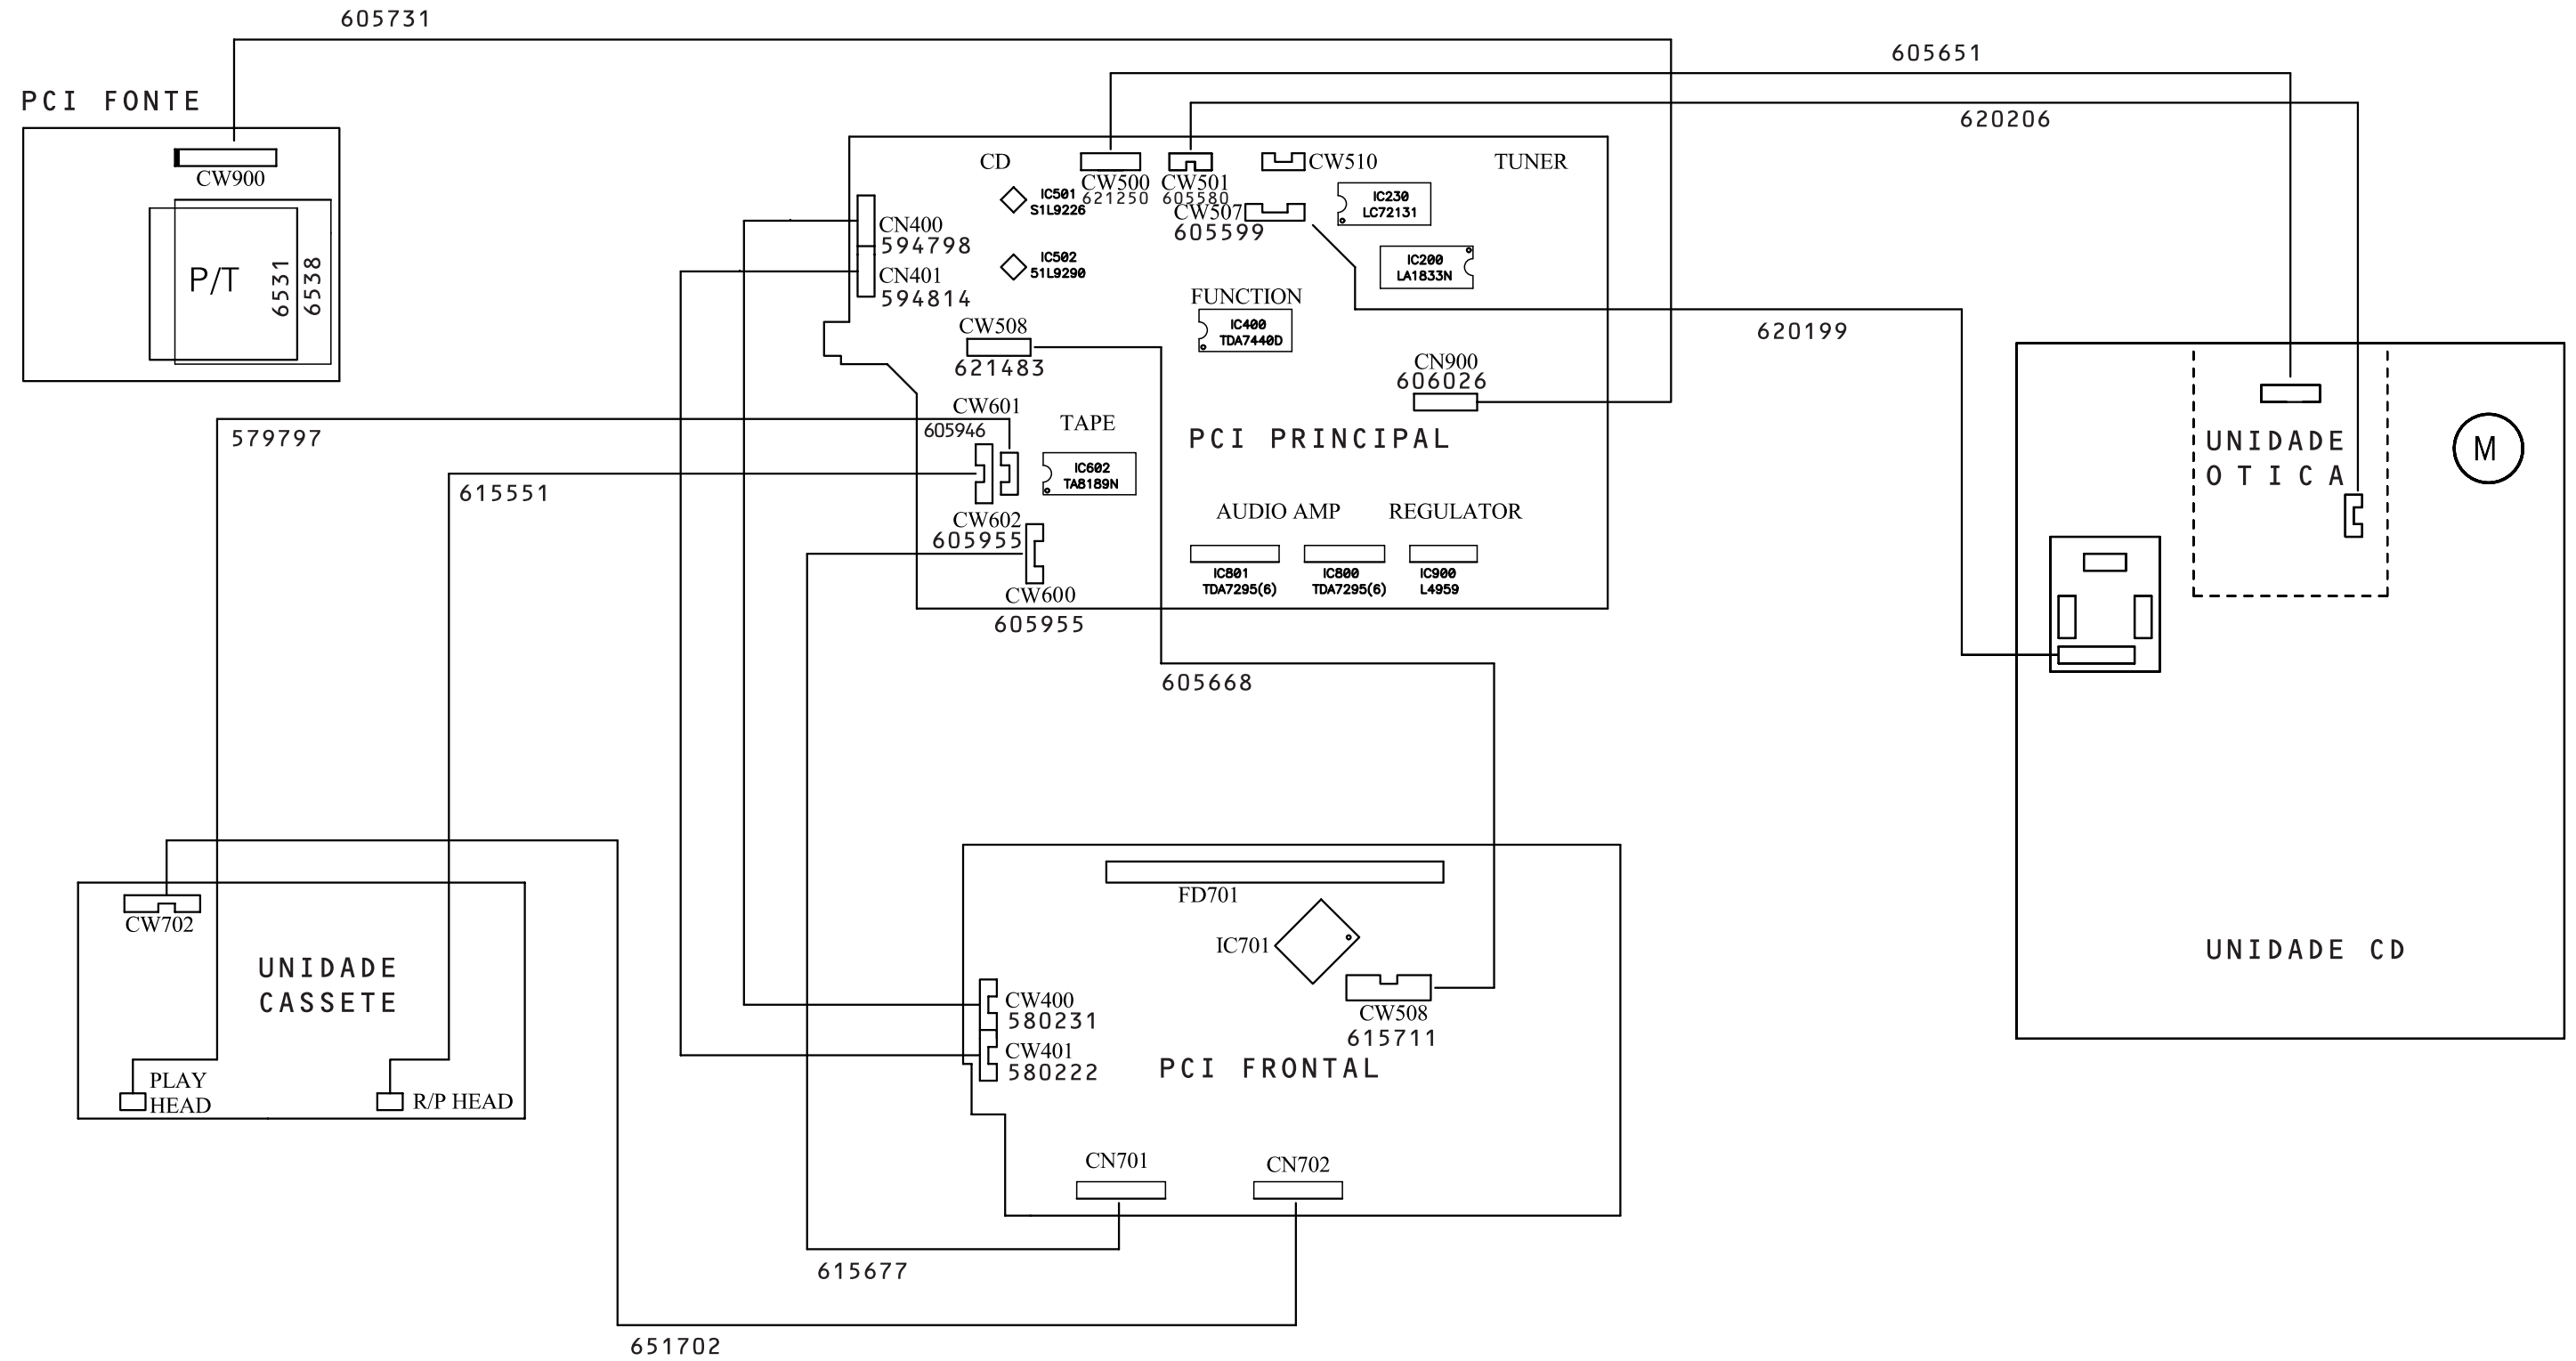 605731
605651
PCI FONTE
620206
CW900
P/T
6531
6538
CD
CW500
621250
CW501
605580
CW510
TUNER
IC501
S1L9226
CW507
605599
IC230
LC72131
CN400
594798
IC502
51L9290
CN401
594814
IC200
LA1833N
FUNCTION
IC400
TDA7440D
CW508
621483
620199
CN900
606026
CW601
605946
TAPE
579797
PCI PRINCIPAL
UNIDADE
OTICA
M
IC602
TA8189N
615551
CW602
605955
AUDIO AMP
REGULATOR
IC801
TDA7295(6)
IC800
TDA7295(6)
IC900
L4959
CW600
605955
605668
FD701
CW702
IC701
UNIDADE CD
UNIDADE
CASSETE
CW400
580231
CW508
615711
CW401
580222
PCI FRONTAL
PLAY
HEAD
R/P HEAD
CN701
CN702
615677
651702